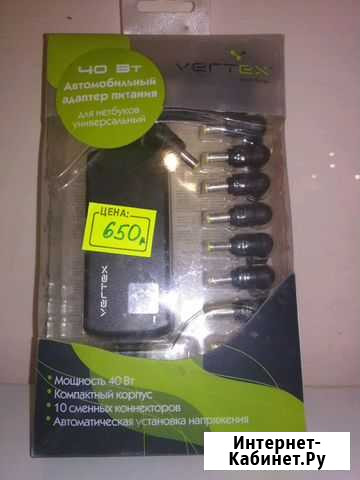 40 Вт
Автомобильный
адаптер питания
для нетбуков
универсальный
VERTEX
ЦЕНА:
650р
VERTEX
• Мощность 40 Вт
• Компактный корпус
• 10 сменных коннекторов
• Автоматическая установка напряжения
Интернет-
Кабинет.Ру